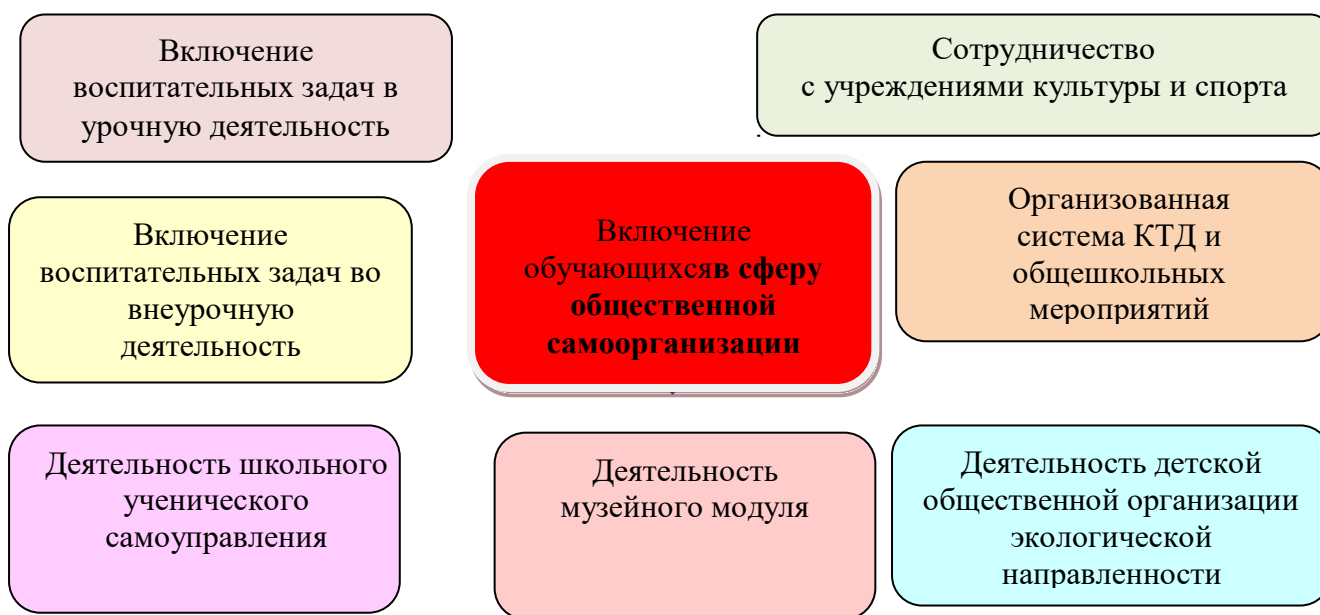 Включение
воспитательных задач в
урочную деятельность
Сотрудничество
с учреждениями культуры и спорта
.
Включение
воспитательных задач во
внеурочную
деятельность
Включение
обучающихсяв сферу
общественной
самоорганизации
Организованная
система КТД и
общешкольных
мероприятий
Деятельность школьного
ученического
самоуправления
Деятельность
музейного модуля
Деятельность детской
общественной организации
экологической
направленности